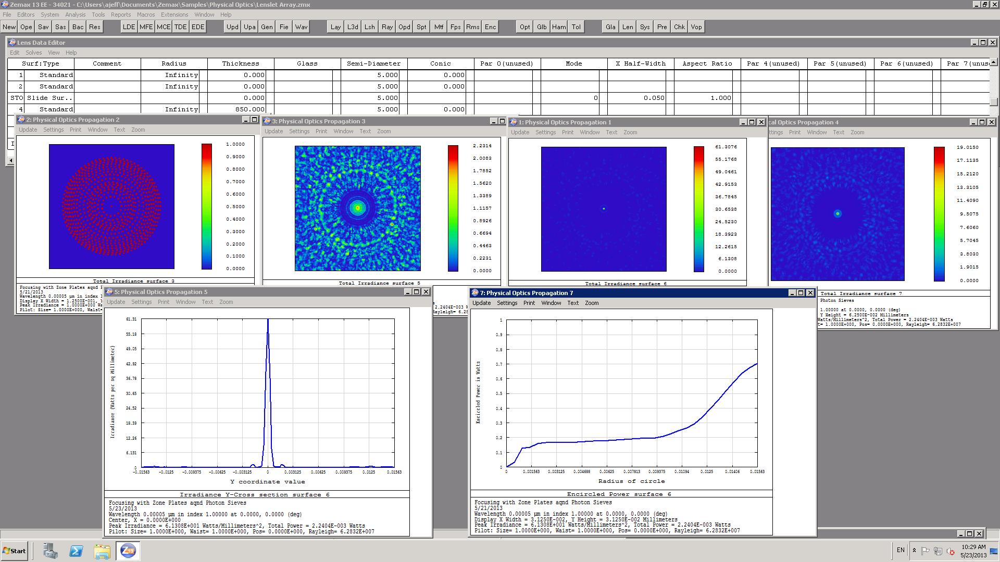 Zemax 13 EE - 34021 - C:\Users\ajeff\Documents\Zemax\Samples\Physical Optics\Lenslet Array.zmx
File Editors System Analysis Tools Reports Macros Extensions Window Help
New Ope Sav Sas Bac Res LDE MFE MCE TDE EDE Upd Upa Gen Fie Wav Lay L3d Lsh Ray Opd Spt Mtf Fps Rms Enc Opt Glb Ham Tol Gla Len Sys Pre Chk Vop
Lens Data Editor
Edit Solves View Help
Surf:Type Comment Radius Thickness Glass Semi-Diameter Conic Par 0(unused) Mode X Half-Width Aspect Ratio Par 4(unused) Par 5(unused) Par 6(unused) Par 7(unus
1 Standard Infinity 0.000 5.000 0.000
2 Standard Infinity 0.000 5.000 0.000
STO Slide Sur.. 0.000 5.000 0 0.050 1.000
4 Standard Infinity 850.000 5.000 0.000
2: Physical Optics Propagation 2
Update Settings Print Window Text Zoom
1.0000
0.9000
0.8000
0.7000
0.6000
0.5000
0.4000
0.3000
0.2000
0.1000
0.0000
Total Irradiance surface 3
Focusing with Zone Plates aqnd P
5/21/2013
Wavelength 0.00005 µm in index 1
Display X Width = 1.2500E-001, Y
Peak Irradiance = 1.0000E+000 Wa
Pilot: Size= 1.0000E+000, Waist=
3: Physical Optics Propagation 3
Update Settings Print Window Text Zoom
2.2314
2.0083
1.7852
1.5620
1.3389
1.1157
0.8926
0.6694
0.4463
0.2231
0.0000
Total Irradiance surface 5
2.2404E-003 W
Rayleigh= 6.28
1: Physical Optics Propagation 1
Update Settings Print Window Text Zoom
61.3076
55.1768
49.0461
42.9153
36.7845
30.6538
24.5230
18.3923
12.2615
6.1308
0.0000
Total Irradiance surface 6
cal Optics Propagation 4
ttings Print Window Text Zoom
19.0150
17.1135
15.2120
13.3105
11.4090
9.5075
7.6060
5.7045
3.8030
1.9015
0.0000
Total Irradiance surface 7
Photon Sieves
1.00000 at 0.0000, 0.0000 (deg)
Y Height = 6.2500E-002 Millimeters
Watts/Millimeters^2, Total Power = 2.2404E-003 Watts
t= 1.0000E+000, Pos= 0.0000E+000, Rayleigh= 6.2832E+007
5: Physical Optics Propagation 5
Update Settings Print Window Text Zoom
Irradiance (Watts per sq Millimeter)
61.31
55.18
49.05
42.92
36.78
30.65
24.52
18.39
12.26
6.131
0
-0.01563 -0.0125 -0.009375 -0.00625 -0.003125 0 0.003125 0.00625 0.009375 0.0125 0.01563
Y coordinate value
Irradiance Y-Cross section surface 6
Focusing with Zone Plates aqnd Photon Sieves
5/23/2013
Wavelength 0.00005 µm in index 1.00000 at 0.0000, 0.0000 (deg)
Center, X = 0.0000E+000
Peak Irradiance = 6.1308E+001 Watts/Millimeters^2, Total Power = 2.2404E-003 Watts
Pilot: Size= 1.0000E+000, Waist= 1.0000E+000, Pos= 0.0000E+000, Rayleigh= 6.2832E+007
7: Physical Optics Propagation 7
Update Settings Print Window Text Zoom
Encircled Power in Watts
1
0.9
0.8
0.7
0.6
0.5
0.4
0.3
0.2
0.1
0
0 0.001563 0.003125 0.004688 0.00625 0.007813 0.009375 0.01094 0.0125 0.01406 0.01563
Radius of circle
Encircled Power surface 6
Focusing with Zone Plates aqnd Photon Sieves
5/21/2013
Wavelength 0.00005 µm in index 1.00000 at 0.0000, 0.0000 (deg)
Display X Width = 3.1250E-002, Y Height = 3.1250E-002 Millimeters
Peak Irradiance = 6.1308E+001 Watts/Millimeters^2, Total Power = 2.2404E-003 Watts
Pilot: Size= 1.0000E+000, Waist= 1.0000E+000, Pos= 0.0000E+000, Rayleigh= 6.2832E+007
Start
EN
10:29 AM
5/23/2013